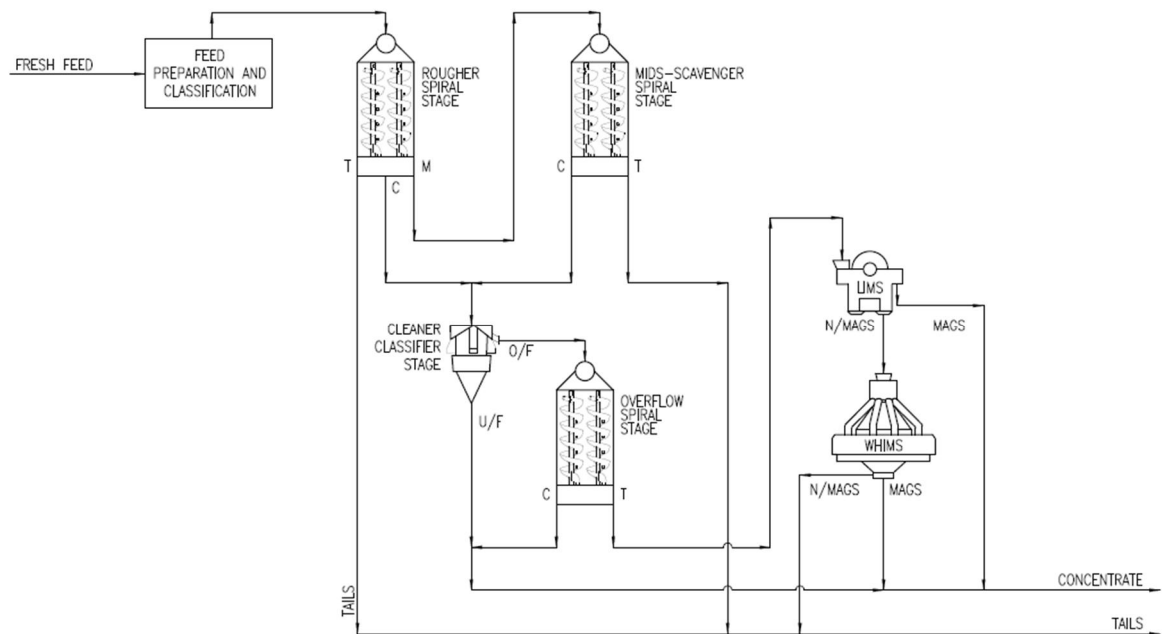 FRESH FEED
FEED
PREPARATION AND
CLASSIFICATION
ROUGHER
SPIRAL
STAGE
T
M
C
MIDS-SCAVENGER
SPIRAL
STAGE
C
T
LIMS
N/MAGS
MAGS
CLEANER
CLASSIFIER
STAGE
O/F
U/F
OVERFLOW
SPIRAL
STAGE
C
T
WHIMS
N/MAGS
MAGS
TAILS
CONCENTRATE
TAILS